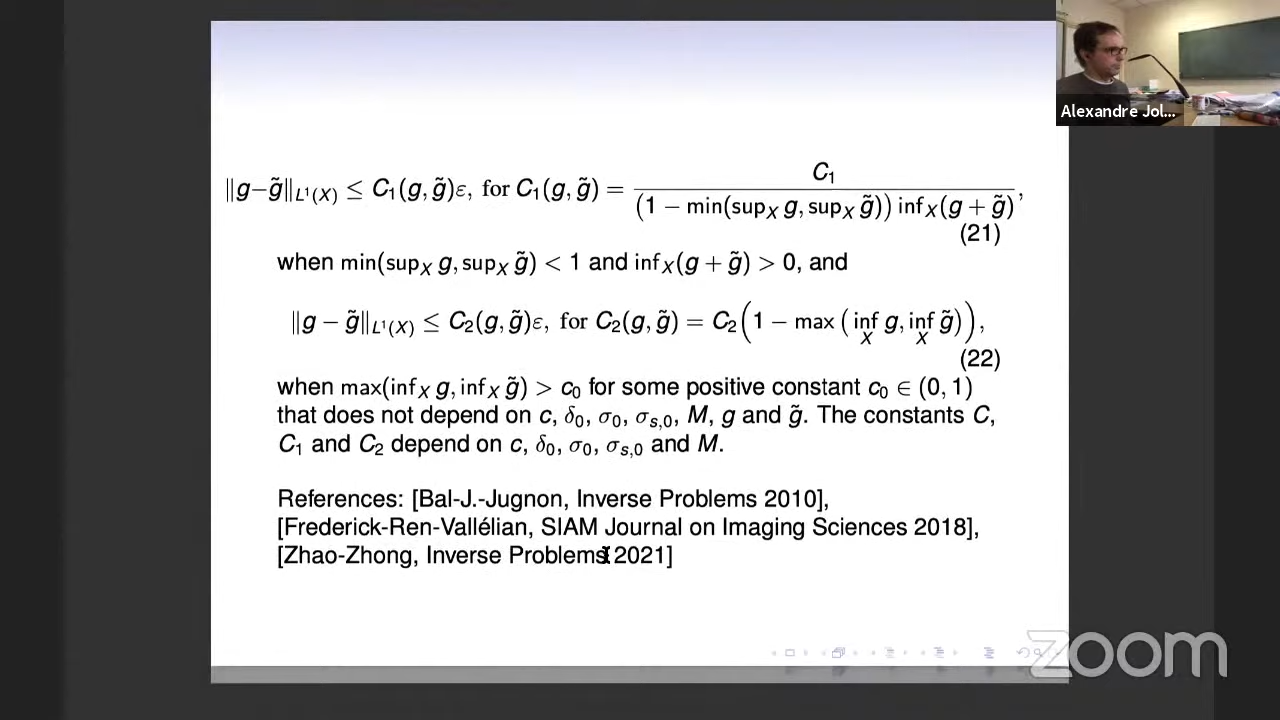 ‖g−g̃‖_{L¹(X)} ≤ C₁(g, g̃)ε, for C₁(g, g̃) = C₁ / ((1 − min(sup_X g, sup_X g̃)) inf_X(g + g̃)),
(21)
when min(sup_X g, sup_X g̃) < 1 and inf_X(g + g̃) > 0, and
‖g − g̃‖_{L¹(X)} ≤ C₂(g, g̃)ε, for C₂(g, g̃) = C₂(1 − max(inf_X g, inf_X g̃)),
(22)
when max(inf_X g, inf_X g̃) > c₀ for some positive constant c₀ ∈ (0, 1)
that does not depend on c, δ₀, σ₀, σ_{s,0}, M, g and g̃. The constants C,
C₁ and C₂ depend on c, δ₀, σ₀, σ_{s,0} and M.
References: [Bal-J.-Jugnon, Inverse Problems 2010],
[Frederick-Ren-Vallélian, SIAM Journal on Imaging Sciences 2018],
[Zhao-Zhong, Inverse Problems 2021]
Alexandre Jol...
zoom